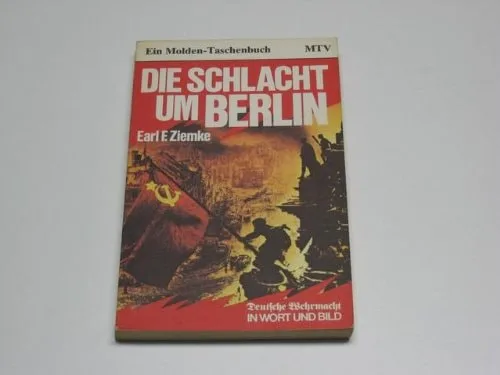 Ein Molden-Taschenbuch MTV
DIE SCHLACHT
UM BERLIN
Earl F. Ziemke
Deutsche Wehrmacht
IN WORT UND BILD